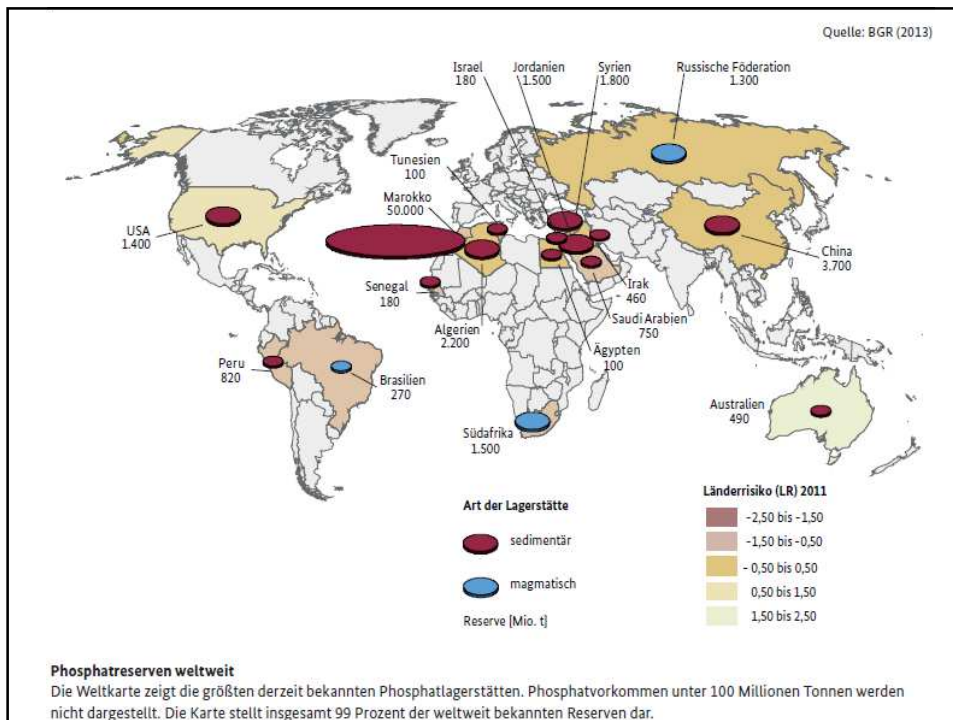 Quelle: BGR (2013)
Israel
180
Jordanien
1.500
Syrien
1.800
Russische Föderation
1.300
Tunesien
100
Marokko
50.000
USA
1.400
China
3.700
Senegal
180
Irak
460
Saudi Arabien
750
Algerien
2.200
Ägypten
100
Peru
820
Brasilien
270
Australien
490
Südafrika
1.500
Art der Lagerstätte
sedimentär
magmatisch
Reserve [Mio. t]
Länderrisiko (LR) 2011
-2,50 bis -1,50
-1,50 bis -0,50
- 0,50 bis 0,50
0,50 bis 1,50
1,50 bis 2,50
Phosphatreserven weltweit
Die Weltkarte zeigt die größten derzeit bekannten Phosphatlagerstätten. Phosphatvorkommen unter 100 Millionen Tonnen werden
nicht dargestellt. Die Karte stellt insgesamt 99 Prozent der weltweit bekannten Reserven dar.